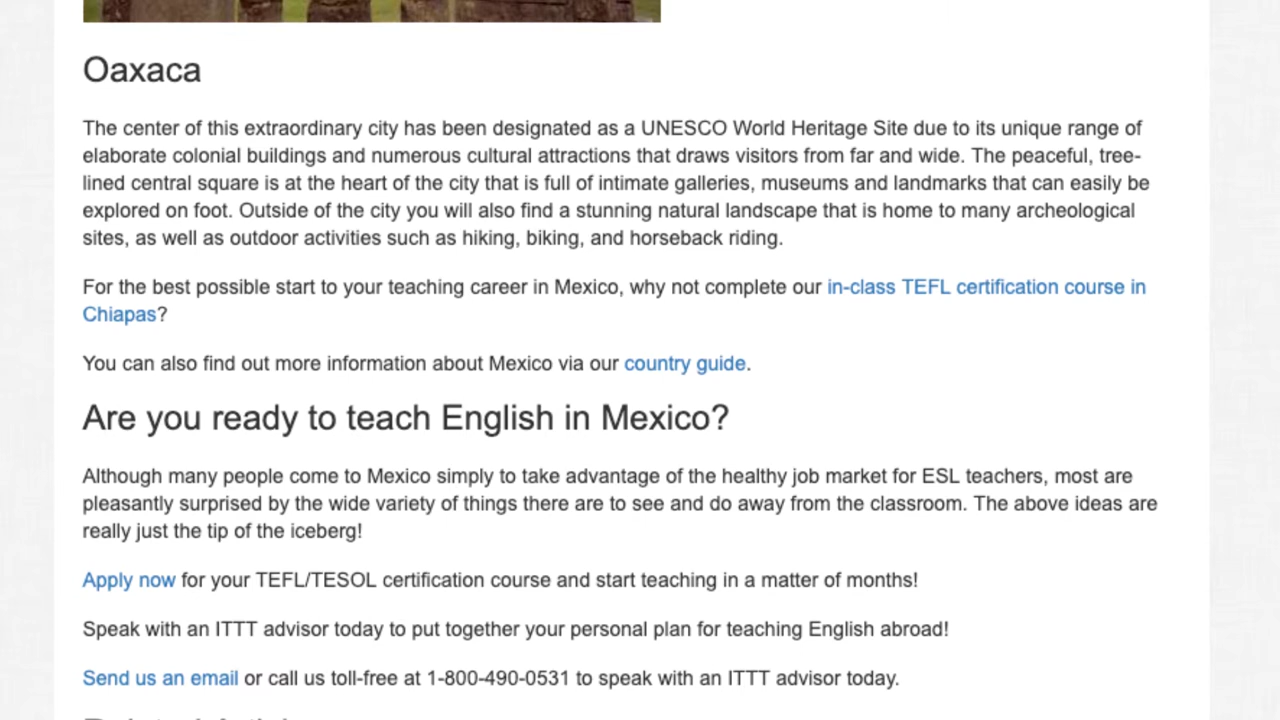 Oaxaca
The center of this extraordinary city has been designated as a UNESCO World Heritage Site due to its unique range of
elaborate colonial buildings and numerous cultural attractions that draws visitors from far and wide. The peaceful, tree-
lined central square is at the heart of the city that is full of intimate galleries, museums and landmarks that can easily be
explored on foot. Outside of the city you will also find a stunning natural landscape that is home to many archeological
sites, as well as outdoor activities such as hiking, biking, and horseback riding.
For the best possible start to your teaching career in Mexico, why not complete our in-class TEFL certification course in
Chiapas?
You can also find out more information about Mexico via our country guide.
Are you ready to teach English in Mexico?
Although many people come to Mexico simply to take advantage of the healthy job market for ESL teachers, most are
pleasantly surprised by the wide variety of things there are to see and do away from the classroom. The above ideas are
really just the tip of the iceberg!
Apply now for your TEFL/TESOL certification course and start teaching in a matter of months!
Speak with an ITTT advisor today to put together your personal plan for teaching English abroad!
Send us an email or call us toll-free at 1-800-490-0531 to speak with an ITTT advisor today.